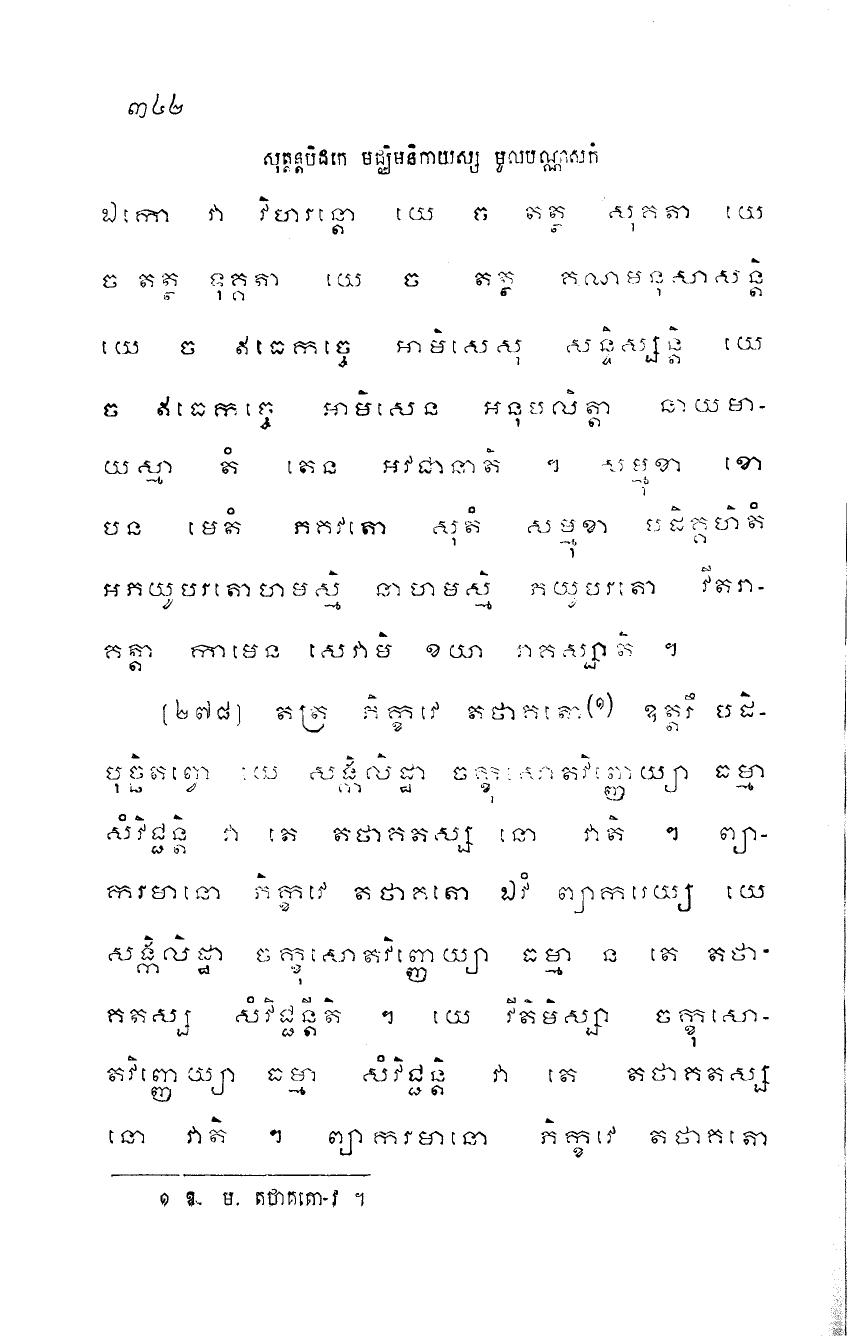 ៣៤២
សុត្តន្តបិដកេ មជ្ឈិមនិកាយស្ស មូលបណ្ណាសកំ
ឯកោ វា វិហរន្តោ យេ ច តត្ថ សុគតា យេ
ច តត្ថ ទុគ្គតា យេ ច តត្ថ គណមនុសាសន្តិ
យេ ច ឥធេកច្ចេ អាមិសេសុ សន្ទិស្សន្តិ យេ
ច ឥធេកច្ចេ អាមិសេន អនុបលិត្តា នាយមា-
យស្មា តំ តេន អវជានាតិ ។ សម្មុខា ខោ
បន មេតំ ភគវតោ សុតំ សម្មុខា បដិគ្គហិតំ
អភយូបរតោហមស្មិ នាហមស្មិ ភយូបរតោ វីតរា-
គត្តា កាមេន សេវាមិ ខយា រាគស្សាតិ ។
[២៧៨] តត្រ ភិក្ខវេ តថាគតោ(១) ឧត្តរឹ បដិ-
បុច្ឆិតព្វោ យេ សង្កិលិដ្ឋា ចក្ខុសោតវិញ្ញេយ្យា ធម្មា
សំវិជ្ជន្តិ វា តេ តថាគតស្ស នោ វាតិ ។ ព្យា-
ករមានោ ភិក្ខវេ តថាគតោ ឯវំ ព្យាករេយ្យ យេ
សង្កិលិដ្ឋា ចក្ខុសោតវិញ្ញេយ្យា ធម្មា ន តេ តថា-
គតស្ស សំវិជ្ជន្តីតិ ។ យេ វីតិមិស្សា ចក្ខុសោ-
តវិញ្ញេយ្យា ធម្មា សំវិជ្ជន្តិ វា តេ តថាគតស្ស
នោ វាតិ ។ ព្យាករមានោ ភិក្ខវេ តថាគតោ
១ ឱ. ម. តថាគតោ-វ ។